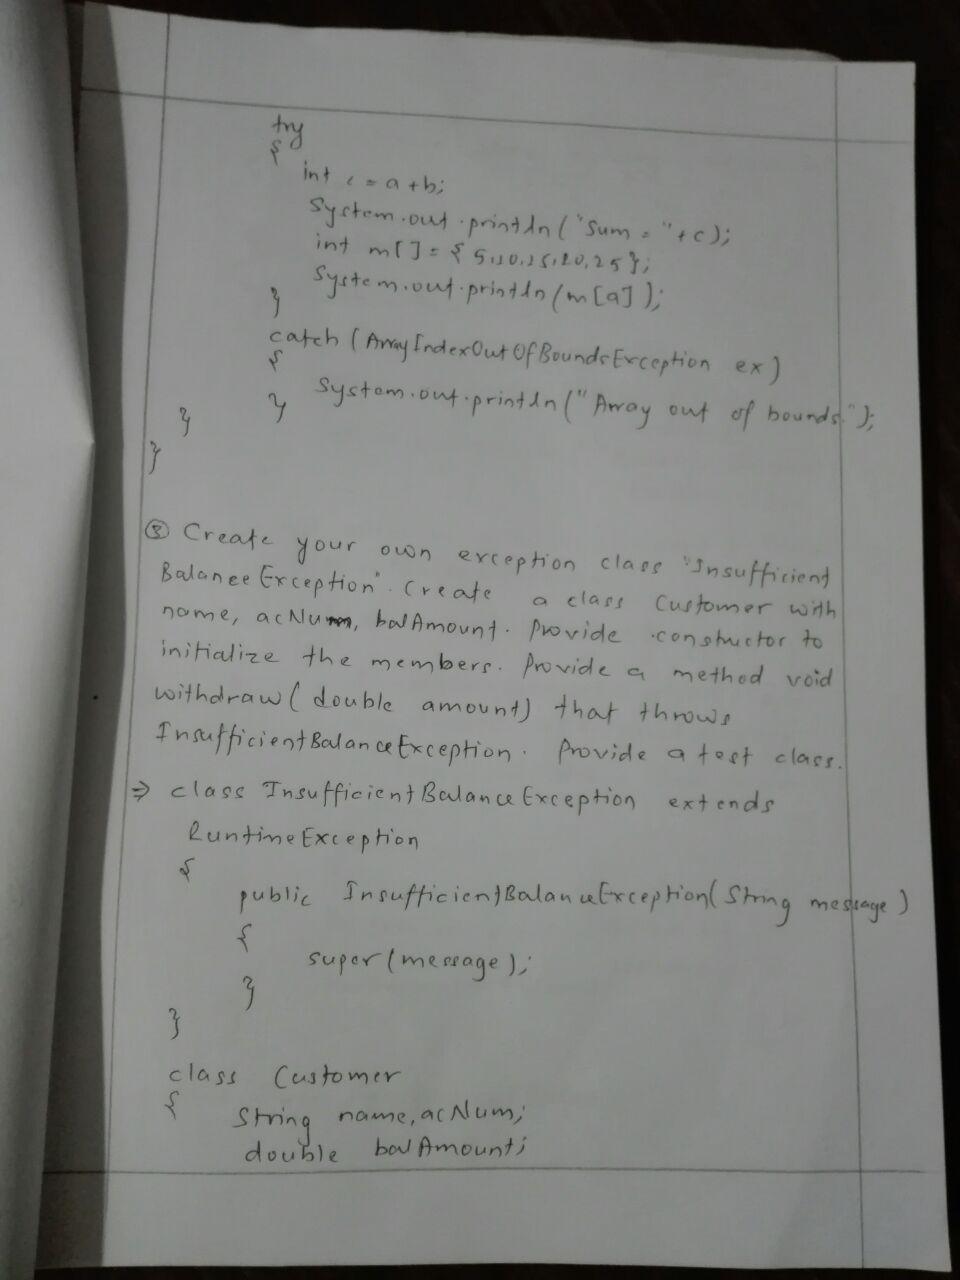 try
{
int c = a+b;
System.out.println("Sum = "+c);
int m[]={5,10,15,20,25};
System.out.println(m[a]);
}
catch (ArrayIndexOutOfBoundsException ex)
{
System.out.println("Array out of bounds.");
}
}
}
③ Create your own exception class "Insufficient
Balance Exception". Create a class Customer with
name, acNum, balAmount. Provide constructor to
initialize the members. Provide a method void
withdraw( double amount) that throws
InsufficientBalanceException. Provide a test class.
⇒ class InsufficientBalanceException extends
RuntimeException
{
public InsufficientBalanceException(String message)
{
super(message);
}
}
class Customer
{
String name,acNum;
double balAmount;